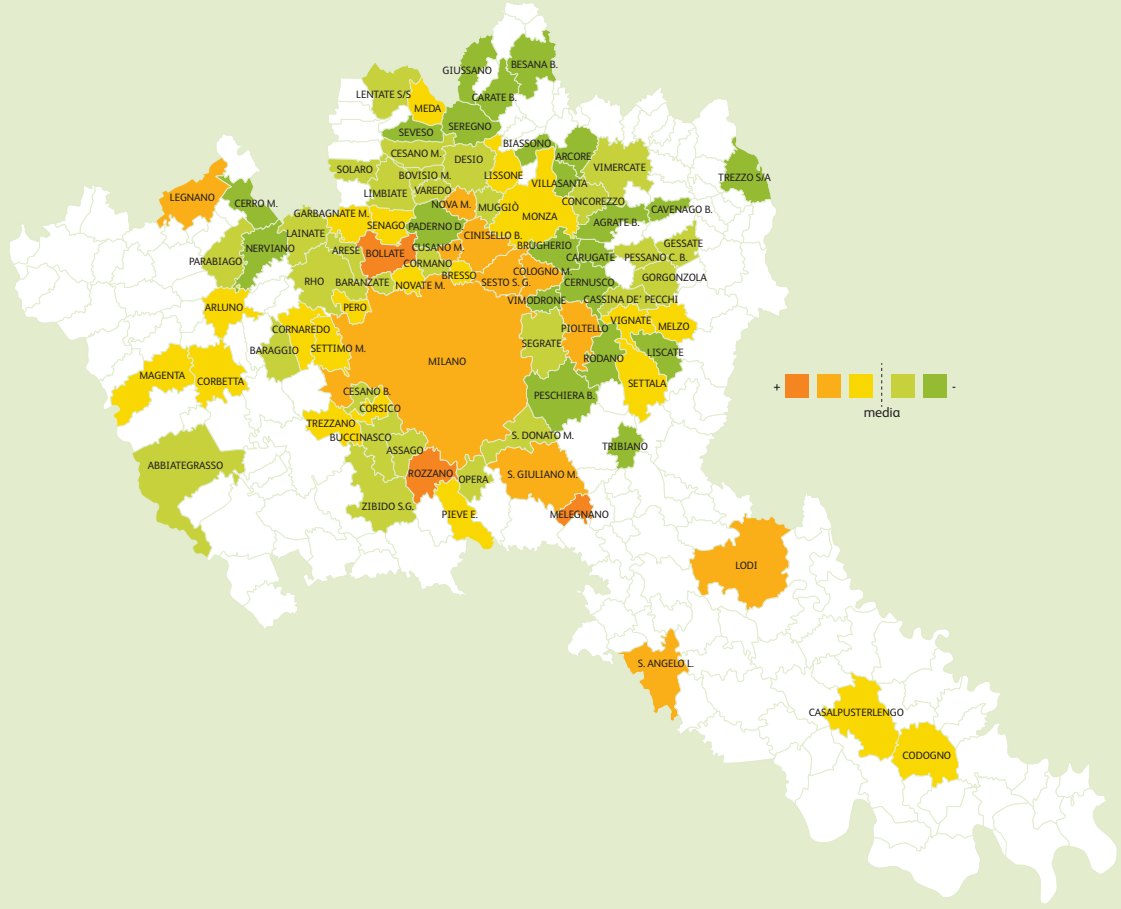 BESANA B.
GIUSSANO
LENTATE S/S
CARATE B.
MEDA
SEREGNO
SEVESO
BIASSONO
CESANO M.
DESIO
ARCORE
SOLARO
VIMERCATE
BOVISIO M.
LISSONE
TREZZO S/A
VILLASANTA
LIMBIATE
VAREDO
LEGNANO
CERRO M.
NOVA M.
MUGGIÒ
CONCOREZZO
CAVENAGO B.
GARBAGNATE M.
MONZA
SENAGO
PADERNO D.
AGRATE B.
LAINATE
CINISELLO B.
NERVIANO
ARESE
BOLLATE
CUSANO M.
BRUGHERIO
GESSATE
PARABIAGO
CORMANO
CARUGATE
PESSANO C. B.
RHO
BARANZATE
NOVATE M.
BRESSO
SESTO S. G.
COLOGNO M.
CERNUSCO
GORGONZOLA
ARLUNO
PERO
VIMODRONE
CASSINA DE' PECCHI
CORNAREDO
PIOLTELLO
VIGNATE
MELZO
BARAGGIO
SETTIMO M.
SEGRATE
RODANO
LISCATE
MILANO
MAGENTA
CORBETTA
SETTALA
+
-
CESANO B.
PESCHIERA B.
media
CORSICO
TREZZANO
BUCCINASCO
S. DONATO M.
TRIBIANO
ASSAGO
ABBIATEGRASSO
ROZZANO
OPERA
S. GIULIANO M.
ZIBIDO S.G.
PIEVE E.
MELEGNANO
LODI
S. ANGELO L.
CASALPUSTERLENGO
CODOGNO